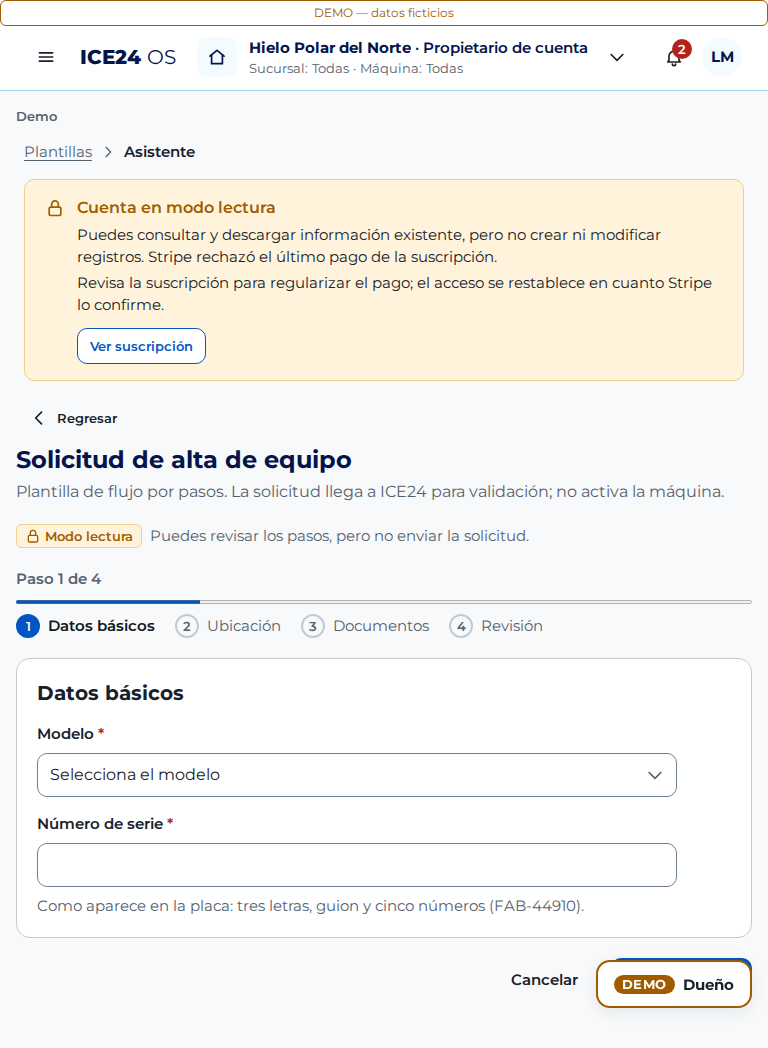 DEMO — datos ficticios
ICE24 OS
Hielo Polar del Norte · Propietario de cuenta
Sucursal: Todas · Máquina: Todas
2
LM
Demo
Plantillas > Asistente
Cuenta en modo lectura
Puedes consultar y descargar información existente, pero no crear ni modificar
registros. Stripe rechazó el último pago de la suscripción.
Revisa la suscripción para regularizar el pago; el acceso se restablece en cuanto Stripe
lo confirme.
Ver suscripción
Regresar
Solicitud de alta de equipo
Plantilla de flujo por pasos. La solicitud llega a ICE24 para validación; no activa la máquina.
Modo lectura Puedes revisar los pasos, pero no enviar la solicitud.
Paso 1 de 4
1 Datos básicos 2 Ubicación 3 Documentos 4 Revisión
Datos básicos
Modelo *
Selecciona el modelo
Número de serie *
Como aparece en la placa: tres letras, guion y cinco números (FAB-44910).
Cancelar
DEMO Dueño